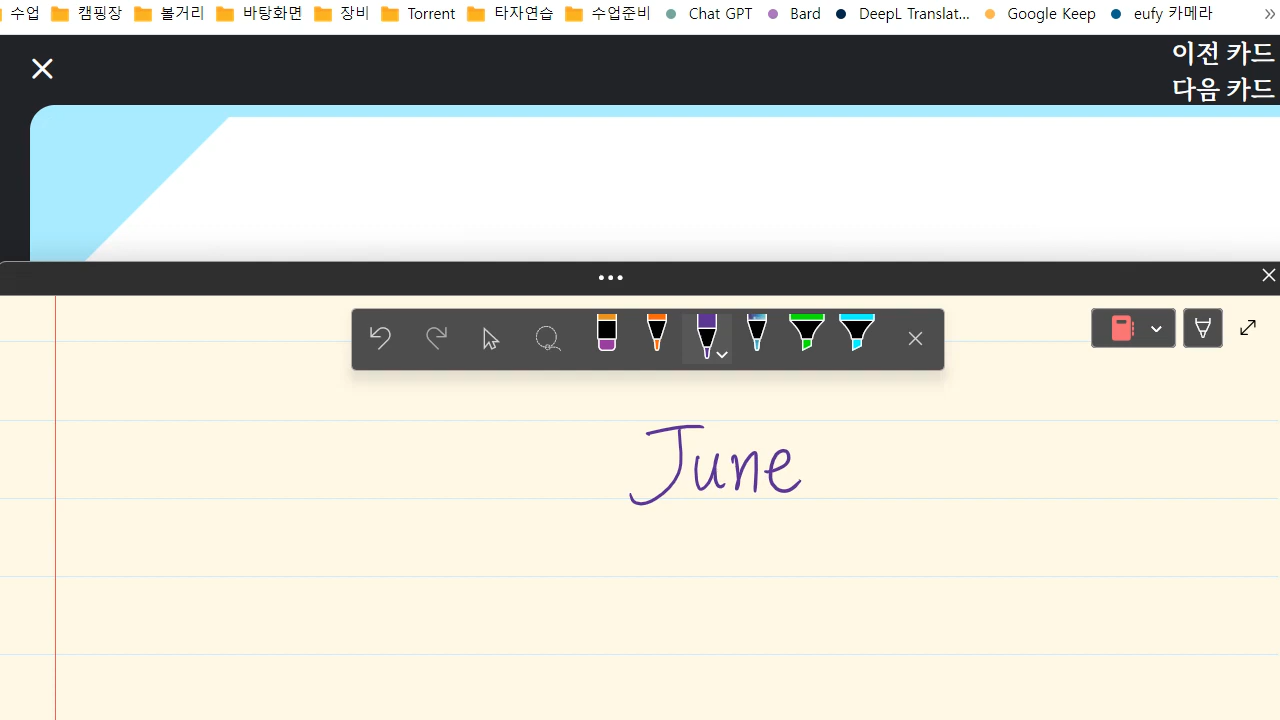 수업 캠핑장 볼거리 바탕화면 장비 Torrent 타자연습 수업준비 Chat GPT Bard DeepL Translat... Google Keep eufy 카메라
이전 카드
다음 카드
June